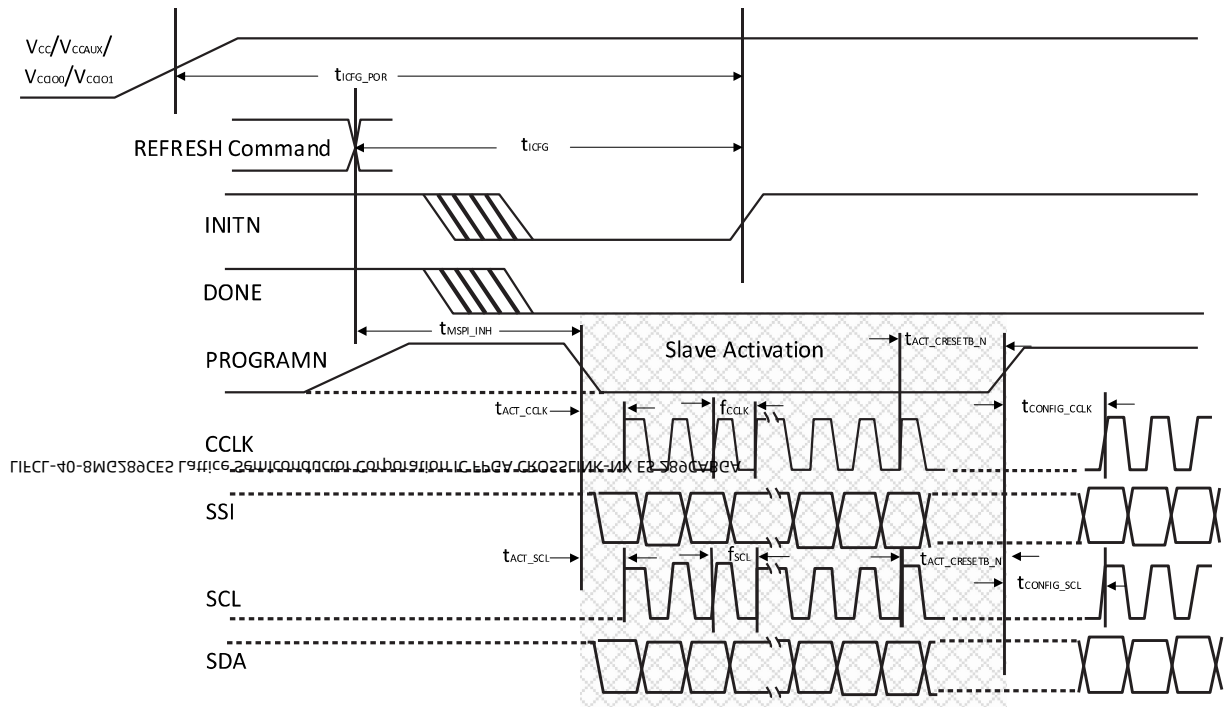 VCC/VCCAUX/
VCCIO0/VCCIO1
tICFG_POR
REFRESH Command
tICFG
INITN
DONE
tMSPI_INH
PROGRAMN
Slave Activation
tACT_CRESETB_N
tACT_CCLK
fCCLK
tCONFIG_CCLK
CCLK
LIFCL-40-8MG289CES Lattice Semiconductor Corporation IC FPGA CROSSLINK-NX ES 289CABGA
SSI
tACT_SCL
fSCL
tACT_CRESETB_N
tCONFIG_SCL
SCL
SDA